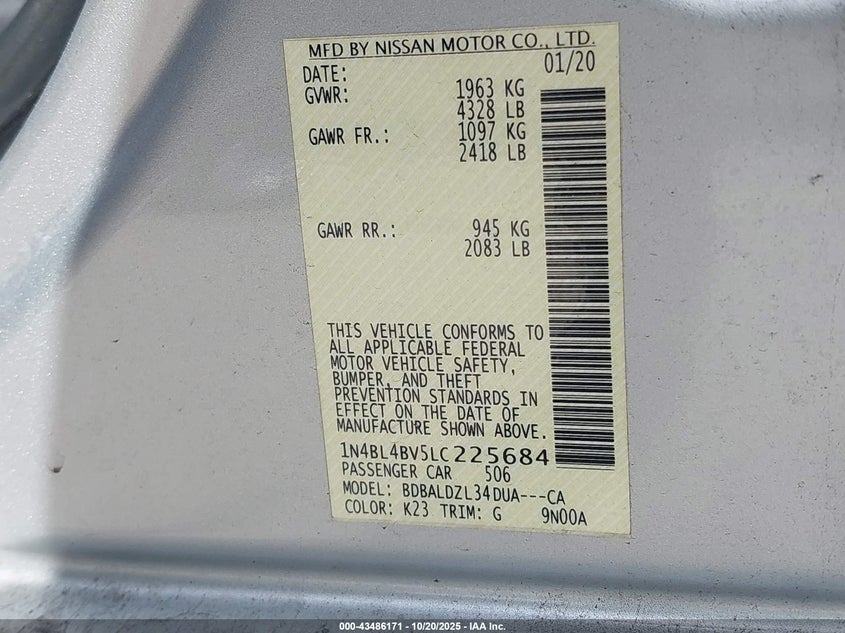 MFD BY NISSAN MOTOR CO., LTD.
DATE: 01/20
GVWR: 1963 KG
4328 LB
GAWR FR.: 1097 KG
2418 LB
GAWR RR.: 945 KG
2083 LB
THIS VEHICLE CONFORMS TO
ALL APPLICABLE FEDERAL
MOTOR VEHICLE SAFETY,
BUMPER, AND THEFT
PREVENTION STANDARDS IN
EFFECT ON THE DATE OF
MANUFACTURE SHOWN ABOVE.
1N4BL4BV5LC225684
PASSENGER CAR 506
MODEL: BDBALDZL34DUA---CA
COLOR: K23 TRIM: G 9N00A
000-43486171 - 10/20/2025 - IAA Inc.